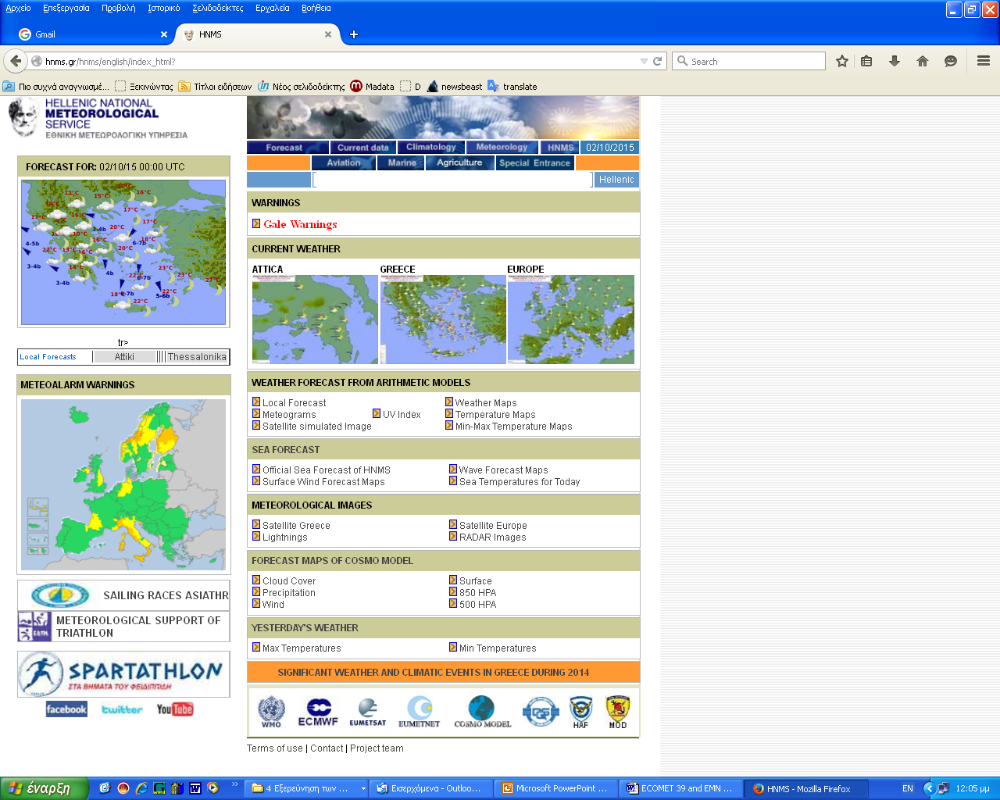 Αρχείο Επεξεργασία Προβολή Ιστορικό Σελιδοδείκτες Εργαλεία Βοήθεια
Gmail HNMS
hnms.gr/hnms/english/index_html? Search
Πιο συχνά αναγνωσμέ... Ξεκινώντας Τίτλοι ειδήσεων Νέος σελιδοδείκτης Madata D newsbeast translate
HELLENIC NATIONAL
METEOROLOGICAL
SERVICE
ΕΘΝΙΚΗ ΜΕΤΕΩΡΟΛΟΓΙΚΗ ΥΠΗΡΕΣΙΑ
FORECAST FOR: 02/10/15 00:00 UTC
tr>
Local Forecasts Attiki Thessalonika
METEOALARM WARNINGS
SAILING RACES ASIATHR
METEOROLOGICAL SUPPORT OF
TRIATHLON
SPARTATHLON
ΣΤΑ ΒΗΜΑΤΑ ΤΟΥ ΦΕΙΔΙΠΠΙΔΗ
facebook twitter YouTube
Forecast Current data Climatology Meteorology HNMS 02/10/2015
Aviation Marine Agriculture Special Entrance
Hellenic
WARNINGS
Gale Warnings
CURRENT WEATHER
ATTICA GREECE EUROPE
WEATHER FORECAST FROM ARITHMETIC MODELS
Local Forecast Weather Maps
Meteograms UV Index Temperature Maps
Satellite simulated Image Min-Max Temperature Maps
SEA FORECAST
Official Sea Forecast of HNMS Wave Forecast Maps
Surface Wind Forecast Maps Sea Temperatures for Today
METEOROLOGICAL IMAGES
Satellite Greece Satellite Europe
Lightnings RADAR Images
FORECAST MAPS OF COSMO MODEL
Cloud Cover Surface
Precipitation 850 HPA
Wind 500 HPA
YESTERDAY'S WEATHER
Max Temperatures Min Temperatures
SIGNIFICANT WEATHER AND CLIMATIC EVENTS IN GREECE DURING 2014
WMO ECMWF EUMETSAT EUMETNET COSMO MODEL HAF MOD
Terms of use | Contact | Project team
έναρξη 4 Εξερεύνηση των ... Εισερχόμενα - Outloo... Microsoft PowerPoint ... ECOMET 39 and EMN ... HNMS - Mozilla Firefox EN 12:05 μμ